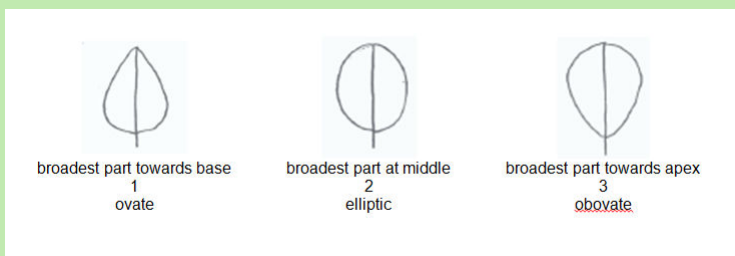 broadest part towards base
1
ovate
broadest part at middle
2
elliptic
broadest part towards apex
3
obovate